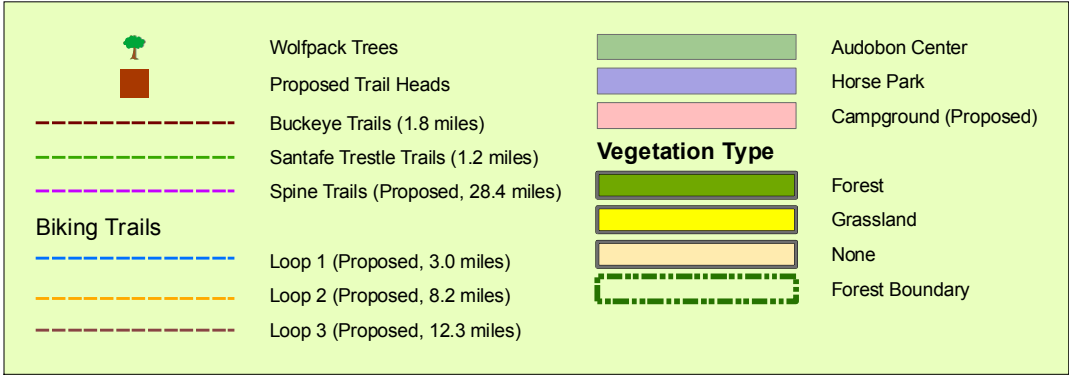 Wolfpack Trees
Proposed Trail Heads
Buckeye Trails (1.8 miles)
Santafe Trestle Trails (1.2 miles)
Spine Trails (Proposed, 28.4 miles)
Biking Trails
Loop 1 (Proposed, 3.0 miles)
Loop 2 (Proposed, 8.2 miles)
Loop 3 (Proposed, 12.3 miles)
Audobon Center
Horse Park
Campground (Proposed)
Vegetation Type
Forest
Grassland
None
Forest Boundary